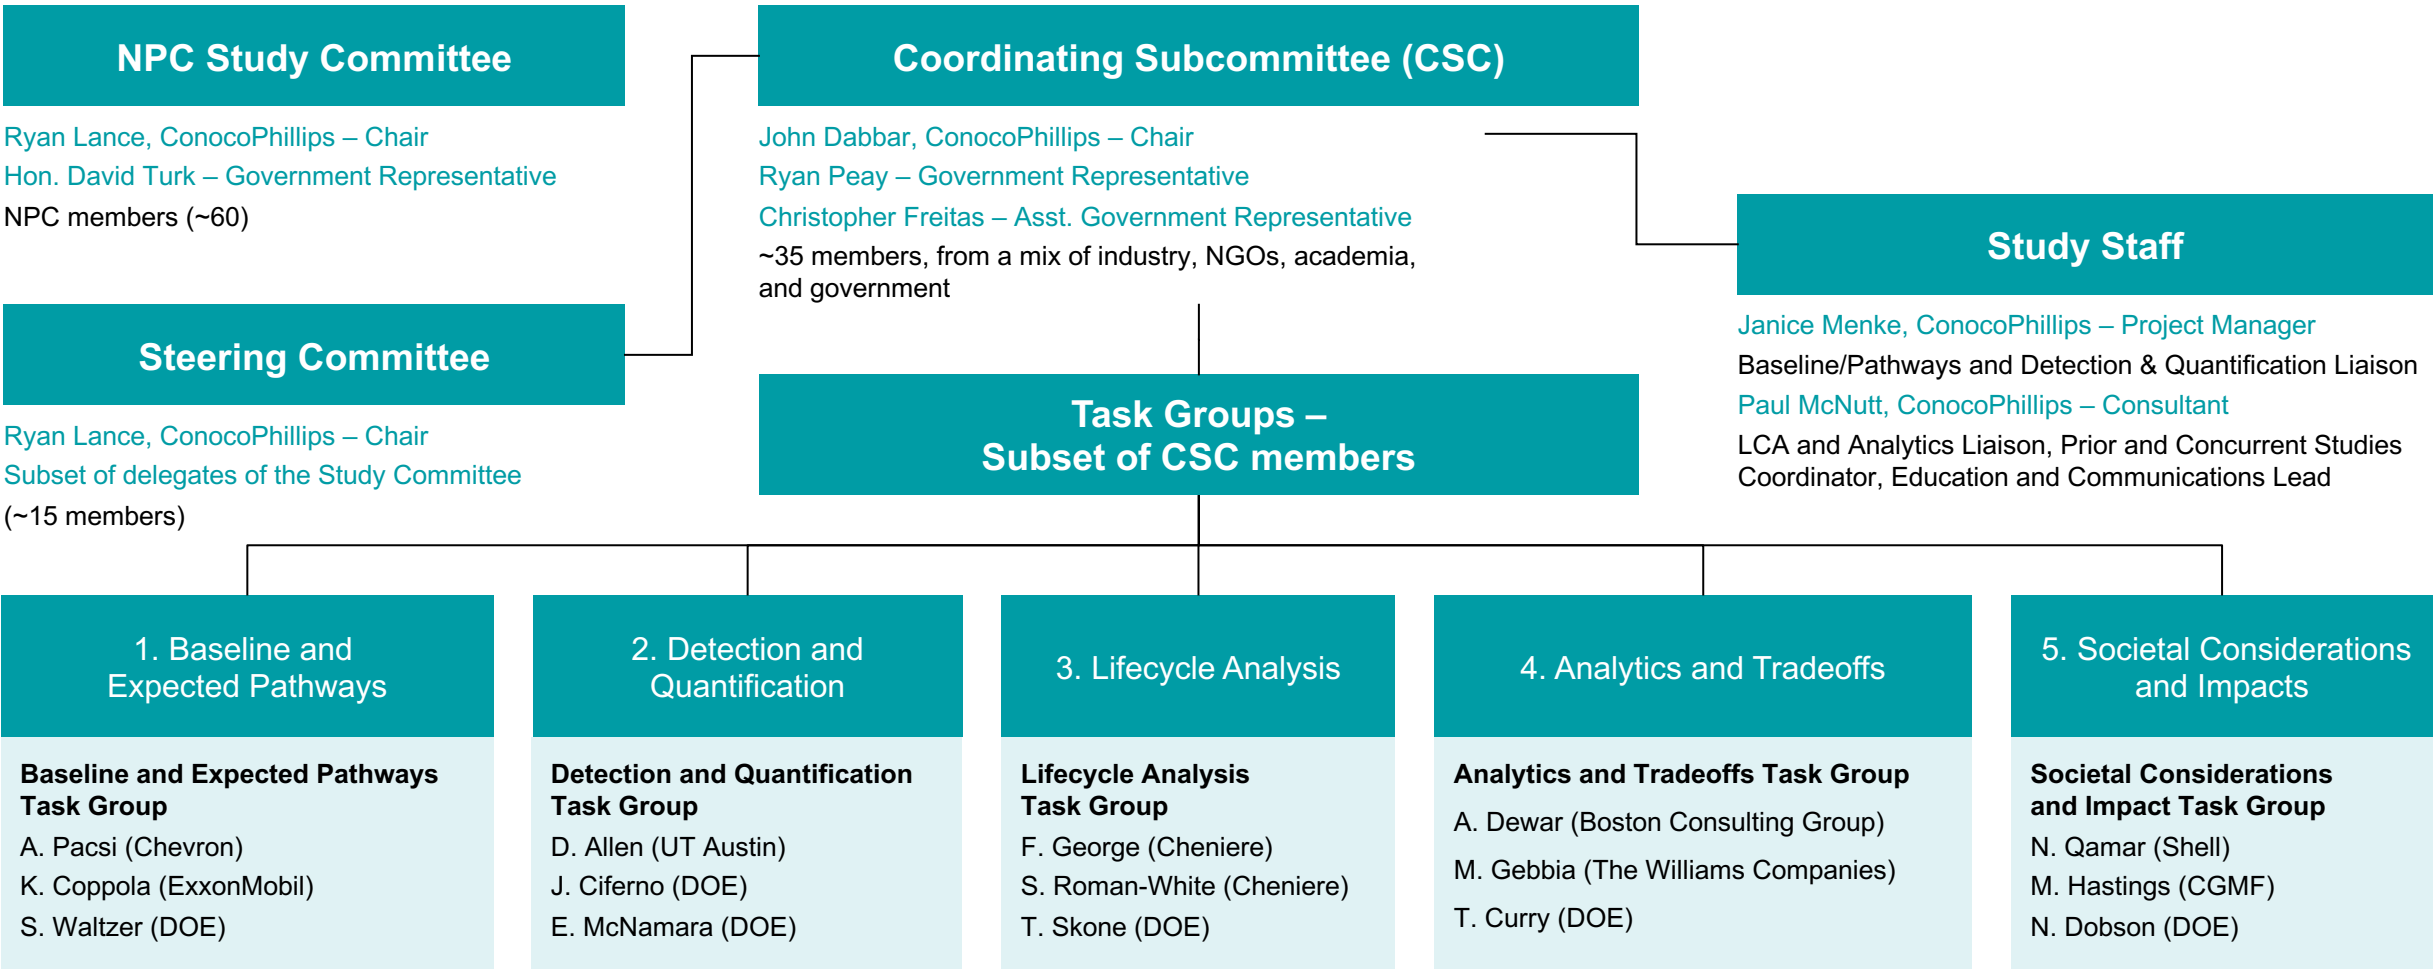 NPC Study Committee
Ryan Lance, ConocoPhillips – Chair
Hon. David Turk – Government Representative
NPC members (~60)
Steering Committee
Ryan Lance, ConocoPhillips – Chair
Subset of delegates of the Study Committee
(~15 members)
Coordinating Subcommittee (CSC)
John Dabbar, ConocoPhillips – Chair
Ryan Peay – Government Representative
Christopher Freitas – Asst. Government Representative
~35 members, from a mix of industry, NGOs, academia,
and government
Study Staff
Janice Menke, ConocoPhillips – Project Manager
Baseline/Pathways and Detection & Quantification Liaison
Paul McNutt, ConocoPhillips – Consultant
LCA and Analytics Liaison, Prior and Concurrent Studies
Coordinator, Education and Communications Lead
Task Groups –
Subset of CSC members
1. Baseline and
Expected Pathways
Baseline and Expected Pathways
Task Group
A. Pacsi (Chevron)
K. Coppola (ExxonMobil)
S. Waltzer (DOE)
2. Detection and
Quantification
Detection and Quantification
Task Group
D. Allen (UT Austin)
J. Ciferno (DOE)
E. McNamara (DOE)
3. Lifecycle Analysis
Lifecycle Analysis
Task Group
F. George (Cheniere)
S. Roman-White (Cheniere)
T. Skone (DOE)
4. Analytics and Tradeoffs
Analytics and Tradeoffs Task Group
A. Dewar (Boston Consulting Group)
M. Gebbia (The Williams Companies)
T. Curry (DOE)
5. Societal Considerations
and Impacts
Societal Considerations
and Impact Task Group
N. Qamar (Shell)
M. Hastings (CGMF)
N. Dobson (DOE)